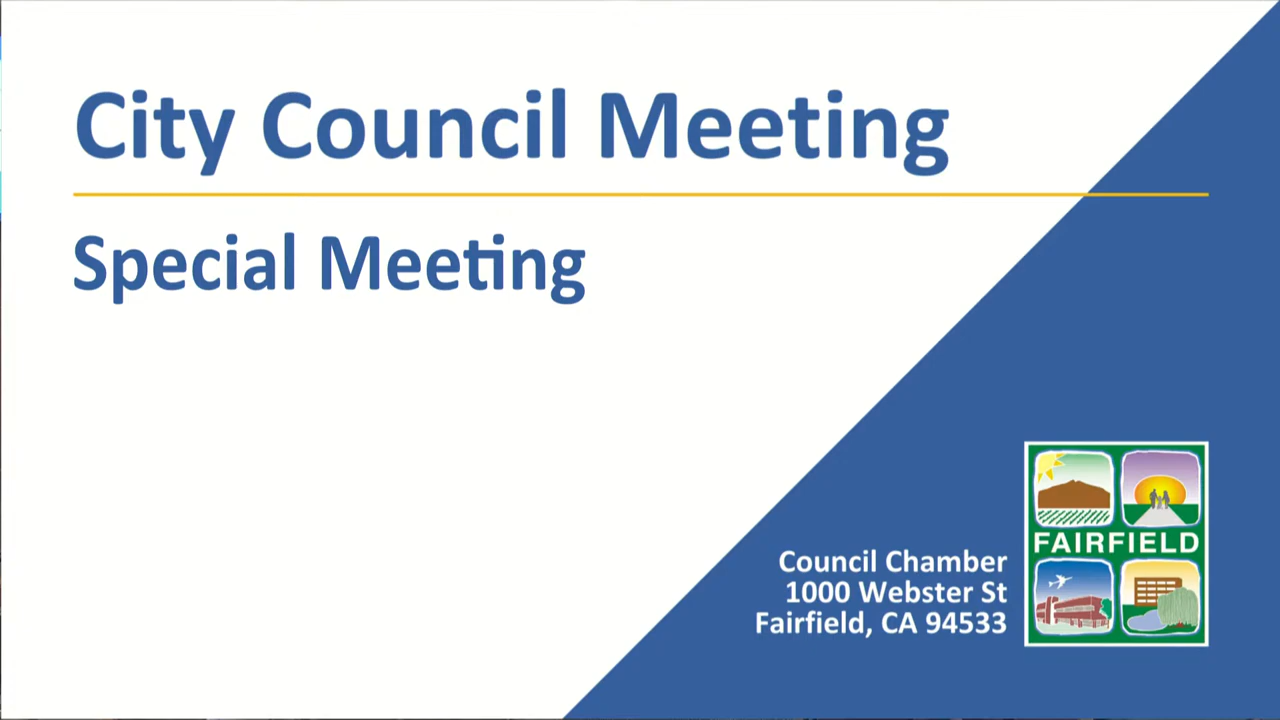 City Council Meeting
Special Meeting
Council Chamber
1000 Webster St
Fairfield, CA 94533
FAIRFIELD